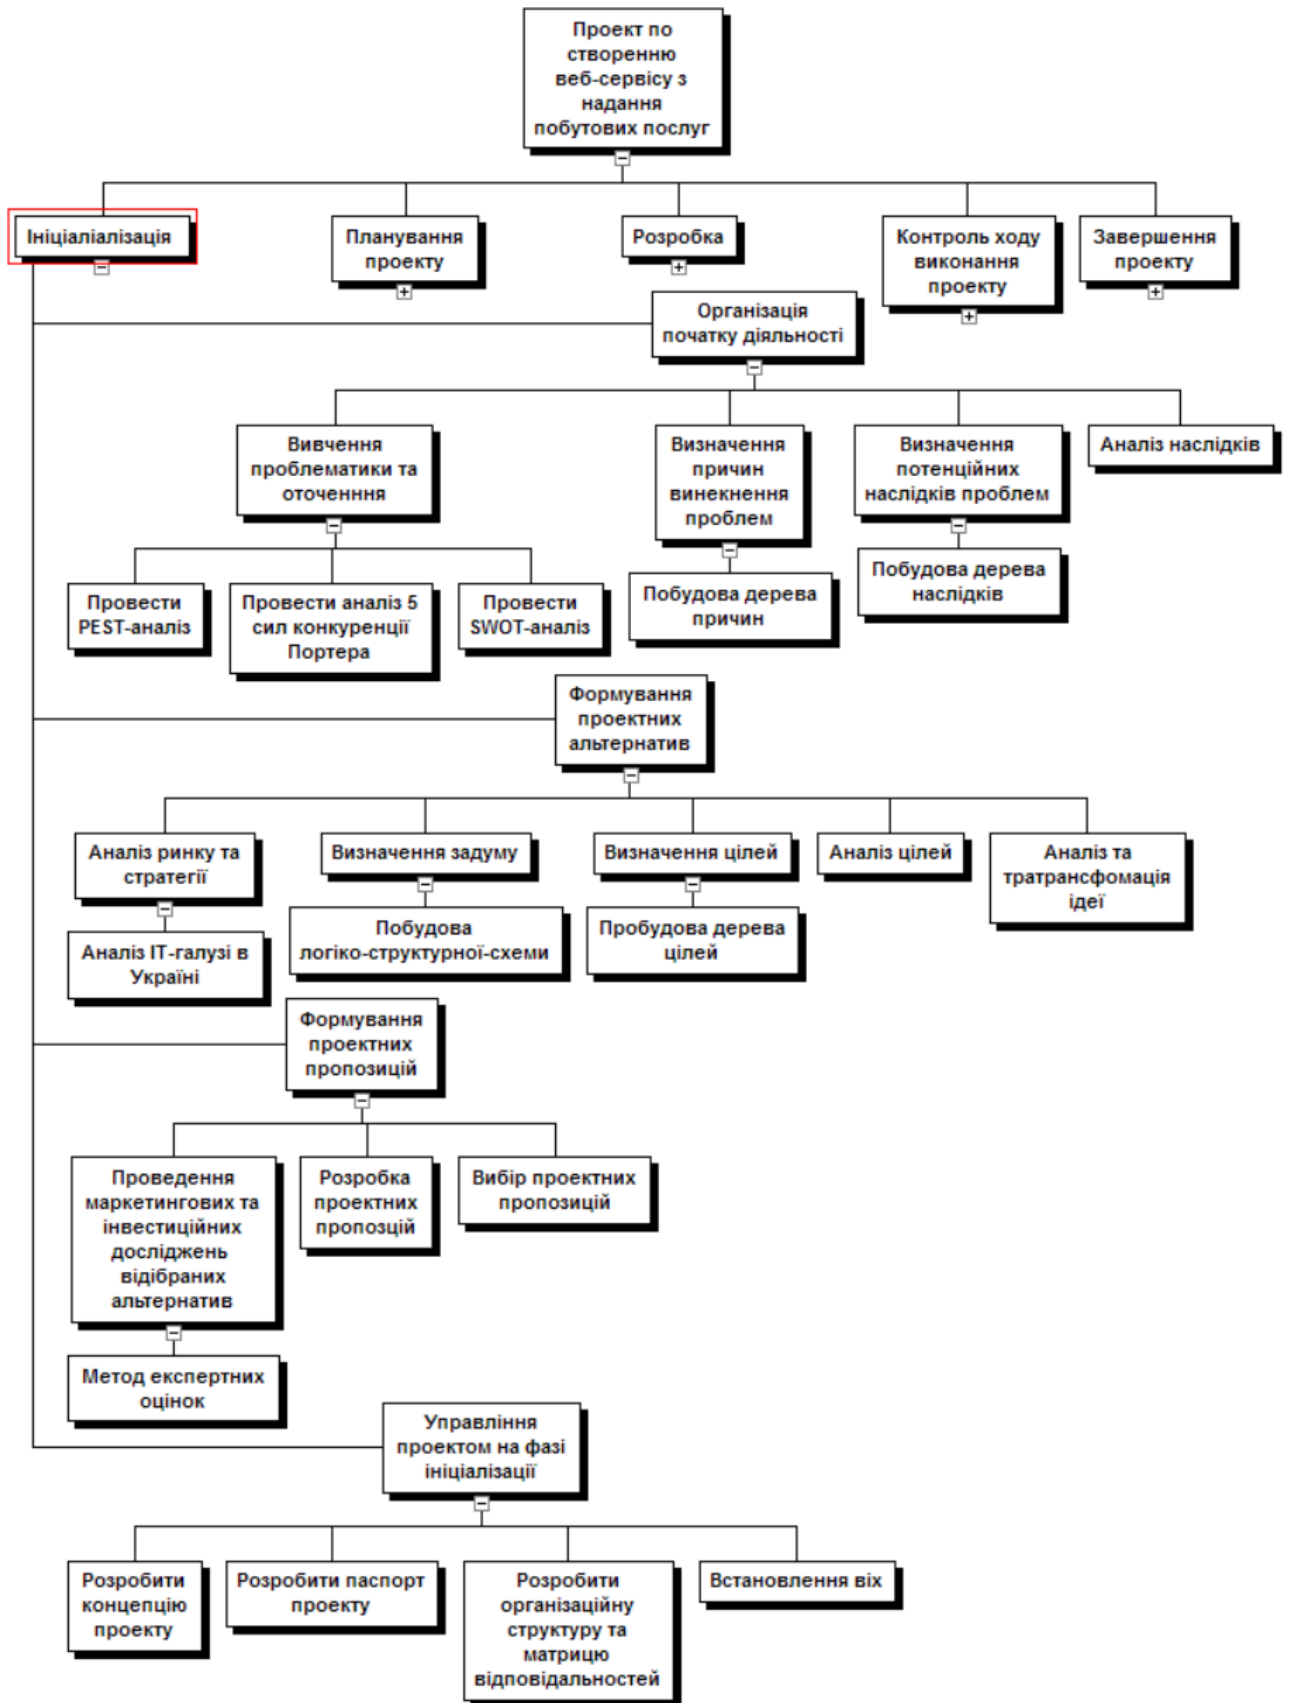 Проект по
створенню
веб-сервісу з
надання
побутових послуг
Ініціаліалізація
Планування
проекту
Розробка
Контроль ходу
виконання
проекту
Завершення
проекту
Організація
початку діяльності
Вивчення
проблематики та
оточенння
Визначення
причин
винекнення
проблем
Визначення
потенційних
наслідків проблем
Аналіз наслідків
Провести
PEST-аналіз
Провести аналіз 5
сил конкуренції
Портера
Провести
SWOT-аналіз
Побудова дерева
причин
Побудова дерева
наслідків
Формування
проектних
альтернатив
Аналіз ринку та
стратегії
Визначення задуму
Визначення цілей
Аналіз цілей
Аналіз та
тратрансфомація
ідеї
Аналіз ІТ-галузі в
Україні
Побудова
логіко-структурної-схеми
Пробудова дерева
цілей
Формування
проектних
пропозицій
Проведення
маркетингових та
інвестиційних
досліджень
відібраних
альтернатив
Розробка
проектних
пропозцій
Вибір проектних
пропозицій
Метод експертних
оцінок
Управління
проектом на фазі
ініціалізації
Розробити
концепцію
проекту
Розробити паспорт
проекту
Розробити
організаційну
структуру та
матрицю
відповідальностей
Встановлення віх